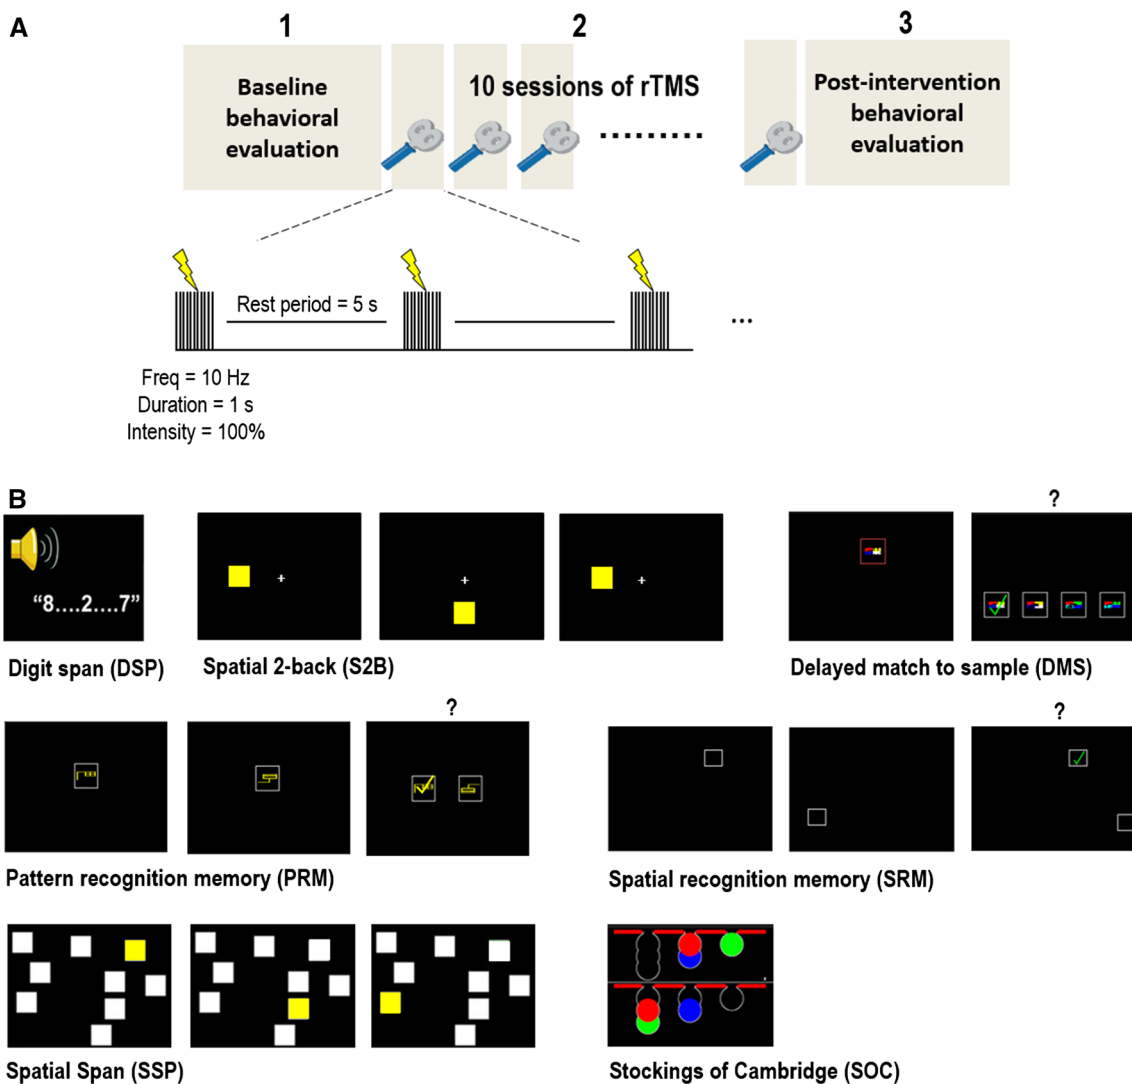 A
1
2
3
Baseline
behavioral
evaluation
10 sessions of rTMS
Post-intervention
behavioral
evaluation
Rest period = 5 s
...
Freq = 10 Hz
Duration = 1 s
Intensity = 100%
B
?
“8....2....7”
Digit span (DSP)
Spatial 2-back (S2B)
Delayed match to sample (DMS)
?
?
Pattern recognition memory (PRM)
Spatial recognition memory (SRM)
Spatial Span (SSP)
Stockings of Cambridge (SOC)